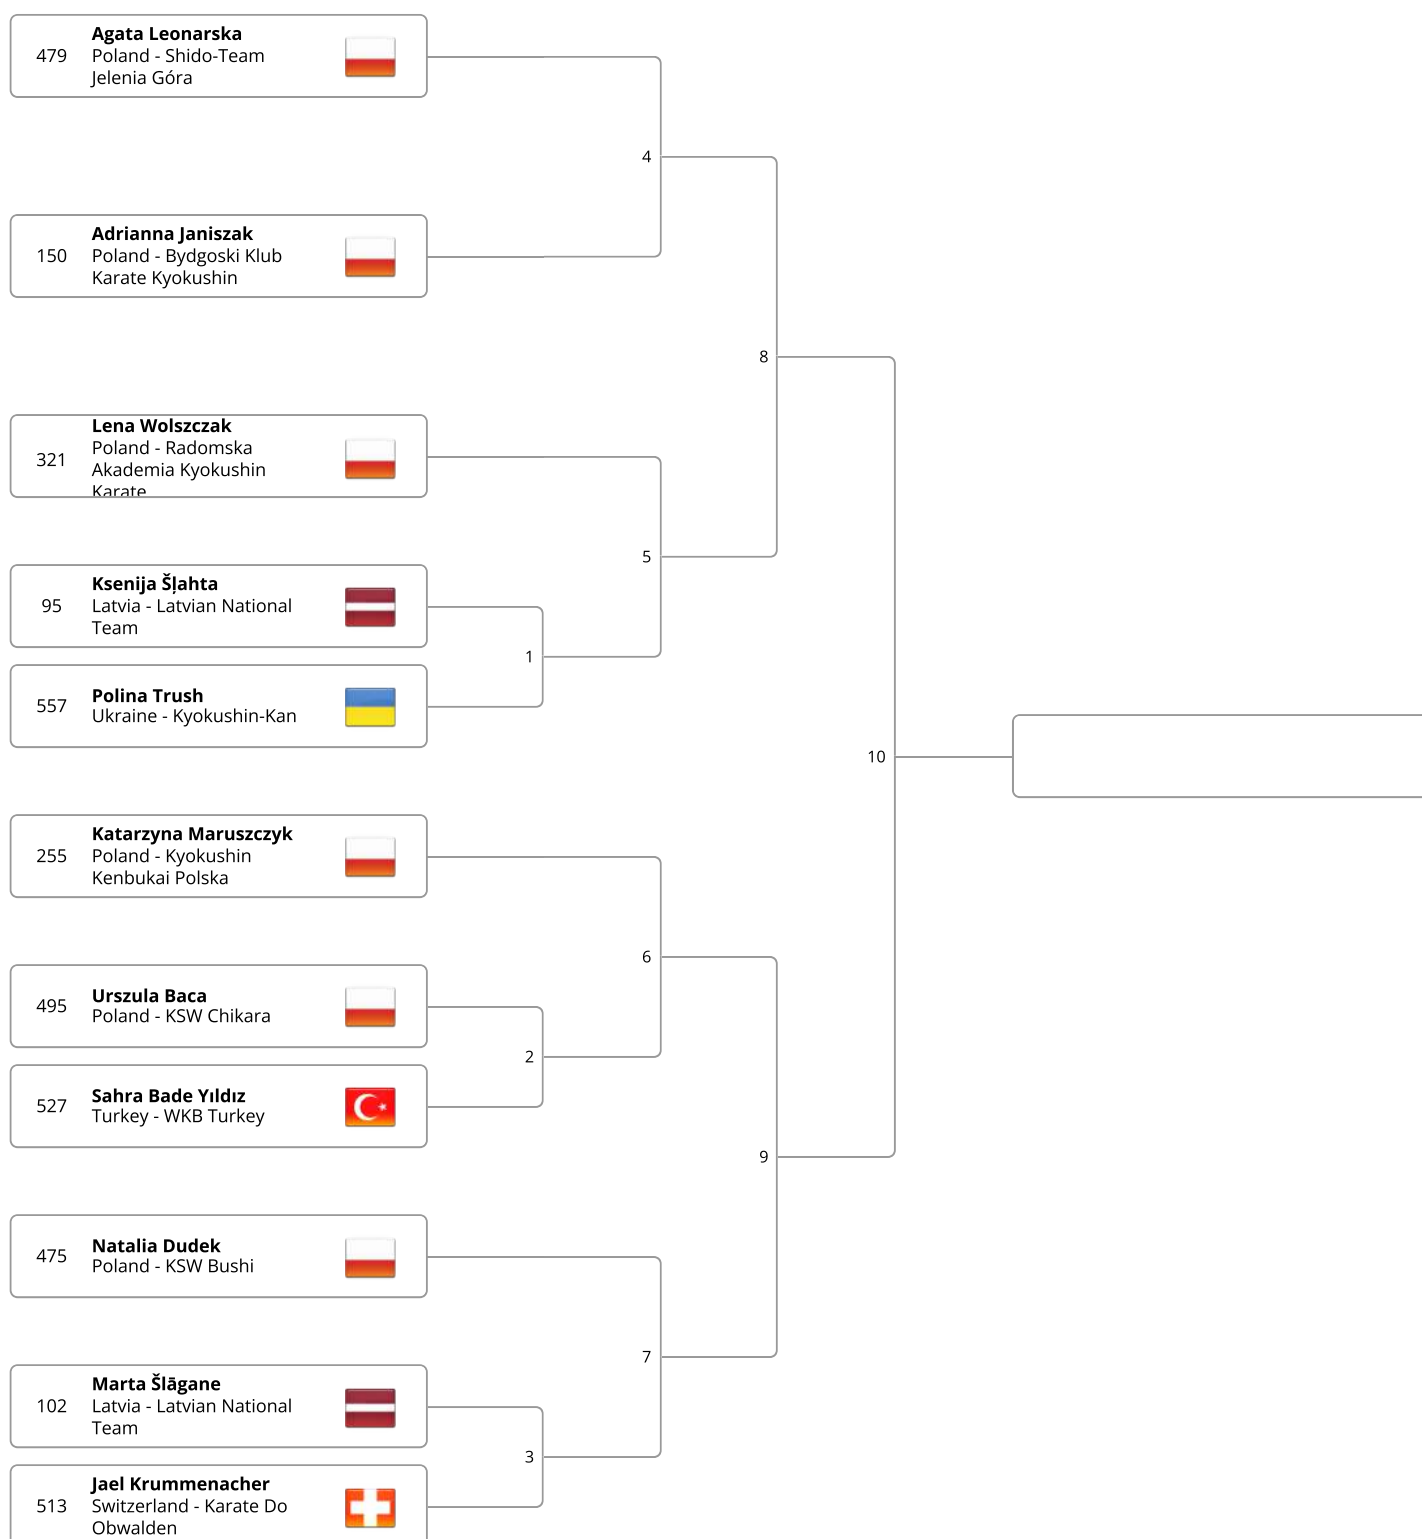 479
Agata Leonarska
Poland - Shido-Team
Jelenia Góra
4
150
Adrianna Janiszak
Poland - Bydgoski Klub
Karate Kyokushin
8
321
Lena Wolszczak
Poland - Radomska
Akademia Kyokushin
Karate
5
95
Ksenija Šļahta
Latvia - Latvian National
Team
1
557
Polina Trush
Ukraine - Kyokushin-Kan
10
255
Katarzyna Maruszczyk
Poland - Kyokushin
Kenbukai Polska
6
495
Urszula Baca
Poland - KSW Chikara
2
527
Sahra Bade Yıldız
Turkey - WKB Turkey
9
475
Natalia Dudek
Poland - KSW Bushi
7
102
Marta Šlāgane
Latvia - Latvian National
Team
3
513
Jael Krummenacher
Switzerland - Karate Do
Obwalden